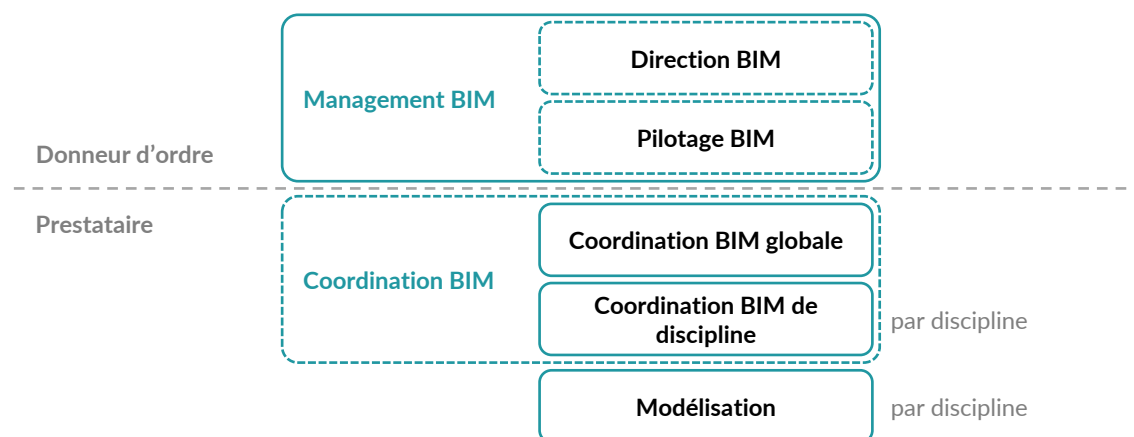 Direction BIM
Management BIM
Pilotage BIM
Donneur d’ordre
Prestataire
Coordination BIM globale
Coordination BIM
Coordination BIM de
discipline
par discipline
Modélisation
par discipline